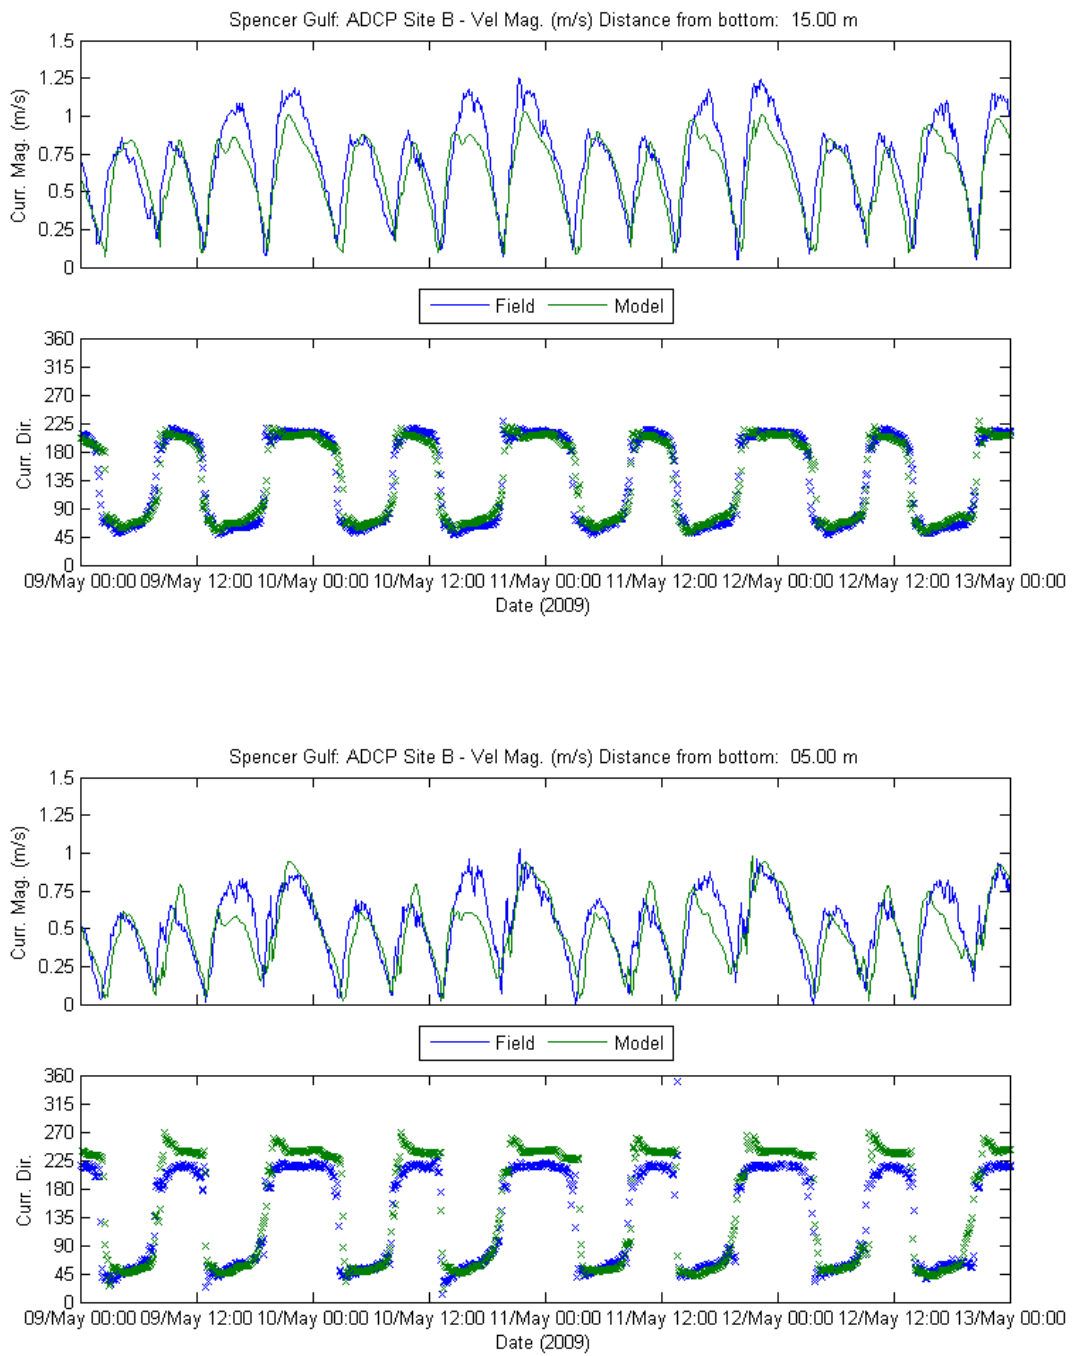 Spencer Gulf: ADCP Site B - Vel Mag. (m/s) Distance from bottom: 15.00 m
1.5
1.25
1
0.75
0.5
0.25
0
Curr. Mag. (m/s)
Field Model
360
315
270
225
180
135
90
45
0
Curr. Dir.
09/May 00:00 09/May 12:00 10/May 00:00 10/May 12:00 11/May 00:00 11/May 12:00 12/May 00:00 12/May 12:00 13/May 00:00
Date (2009)
Spencer Gulf: ADCP Site B - Vel Mag. (m/s) Distance from bottom: 05.00 m
1.5
1.25
1
0.75
0.5
0.25
0
Curr. Mag. (m/s)
Field Model
360
315
270
225
180
135
90
45
0
Curr. Dir.
09/May 00:00 09/May 12:00 10/May 00:00 10/May 12:00 11/May 00:00 11/May 12:00 12/May 00:00 12/May 12:00 13/May 00:00
Date (2009)